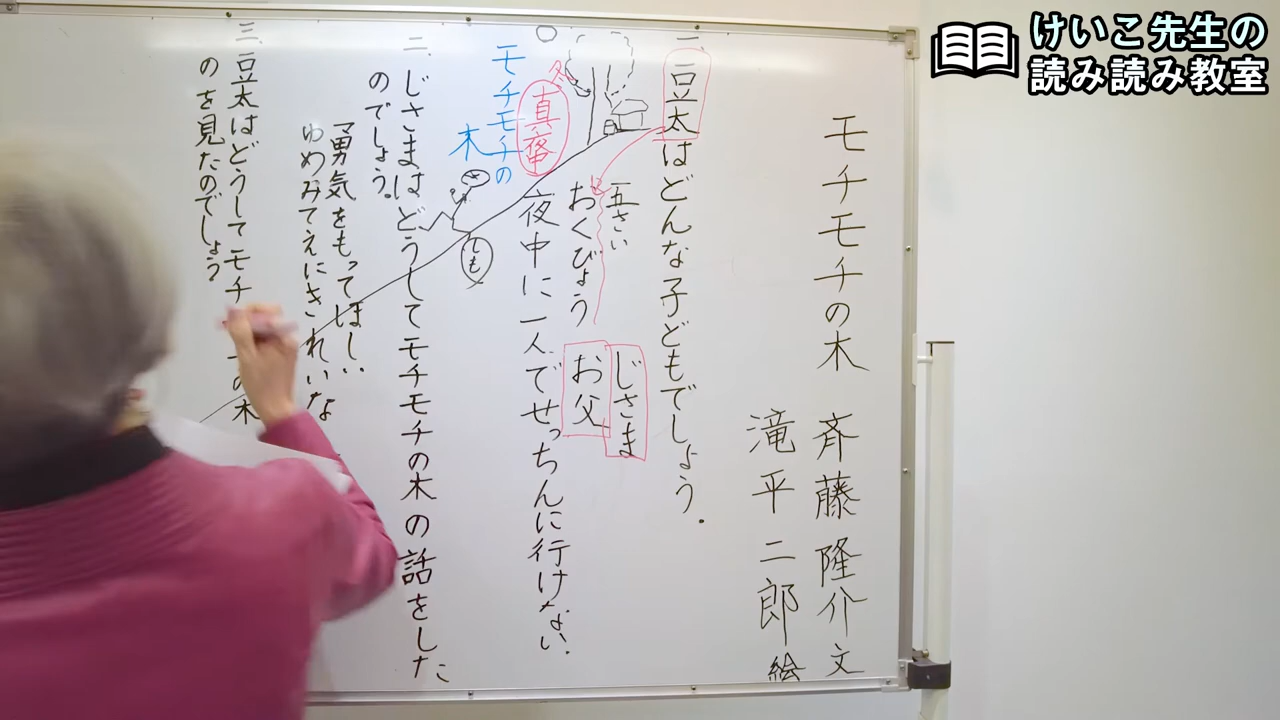 けいこ先生の
読み読み教室
モチモチの木 斉藤隆介 文
滝平二郎 絵
一、豆太はどんな子どもでしょう。
五さい じさま
おくびょう お父
夜中に一人でせっちんに行けない。
冬 真夜中
モチモチの
木
とも
二、じさまはどうしてモチモチの木の話をした
のでしょう。
勇気をもってほしい
ゆめみてえにきれいな
三、豆太はどうしてモチ の木
のを見たのでしょう